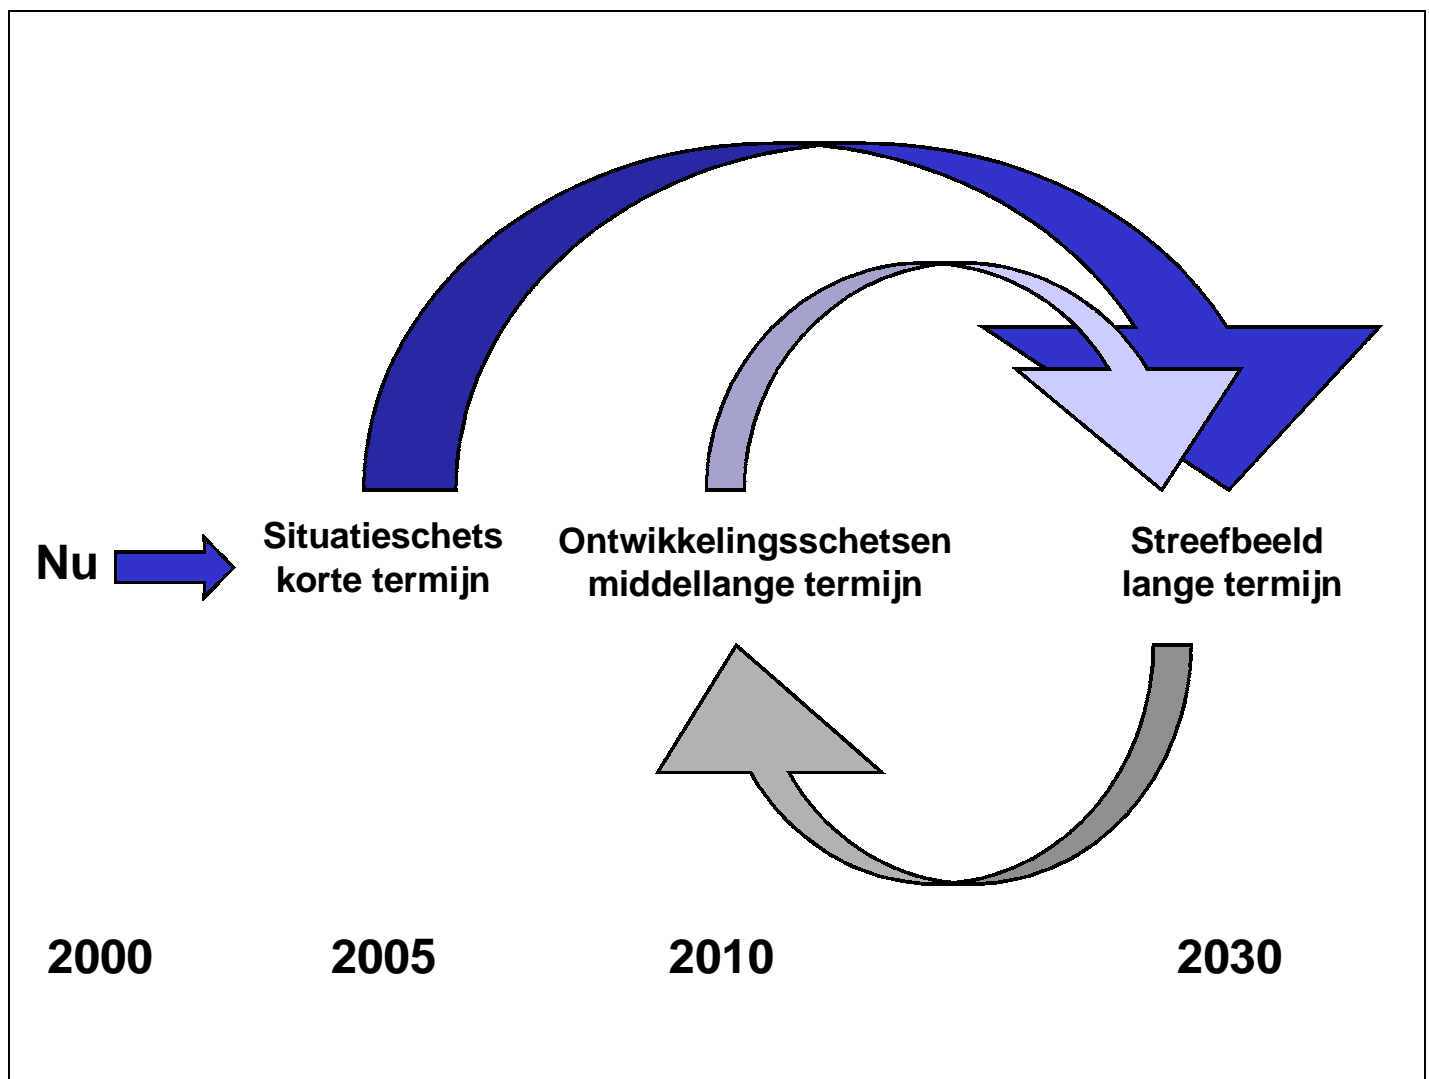 Nu
Situatieschets
korte termijn
Ontwikkelingsschetsen
middellange termijn
Streefbeeld
lange termijn
2000 2005 2010 2030